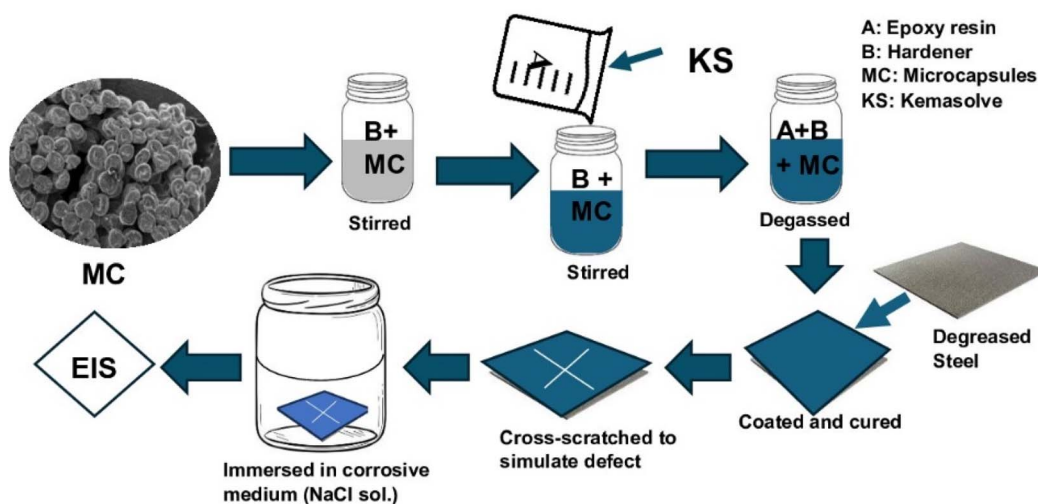 MC
B+
MC
Stirred
A
KS
B +
MC
Stirred
A+B
+ MC
Degassed
A: Epoxy resin
B: Hardener
MC: Microcapsules
KS: Kemasolve
Degreased
Steel
Coated and cured
Cross-scratched to
simulate defect
Immersed in corrosive
medium (NaCl sol.)
EIS